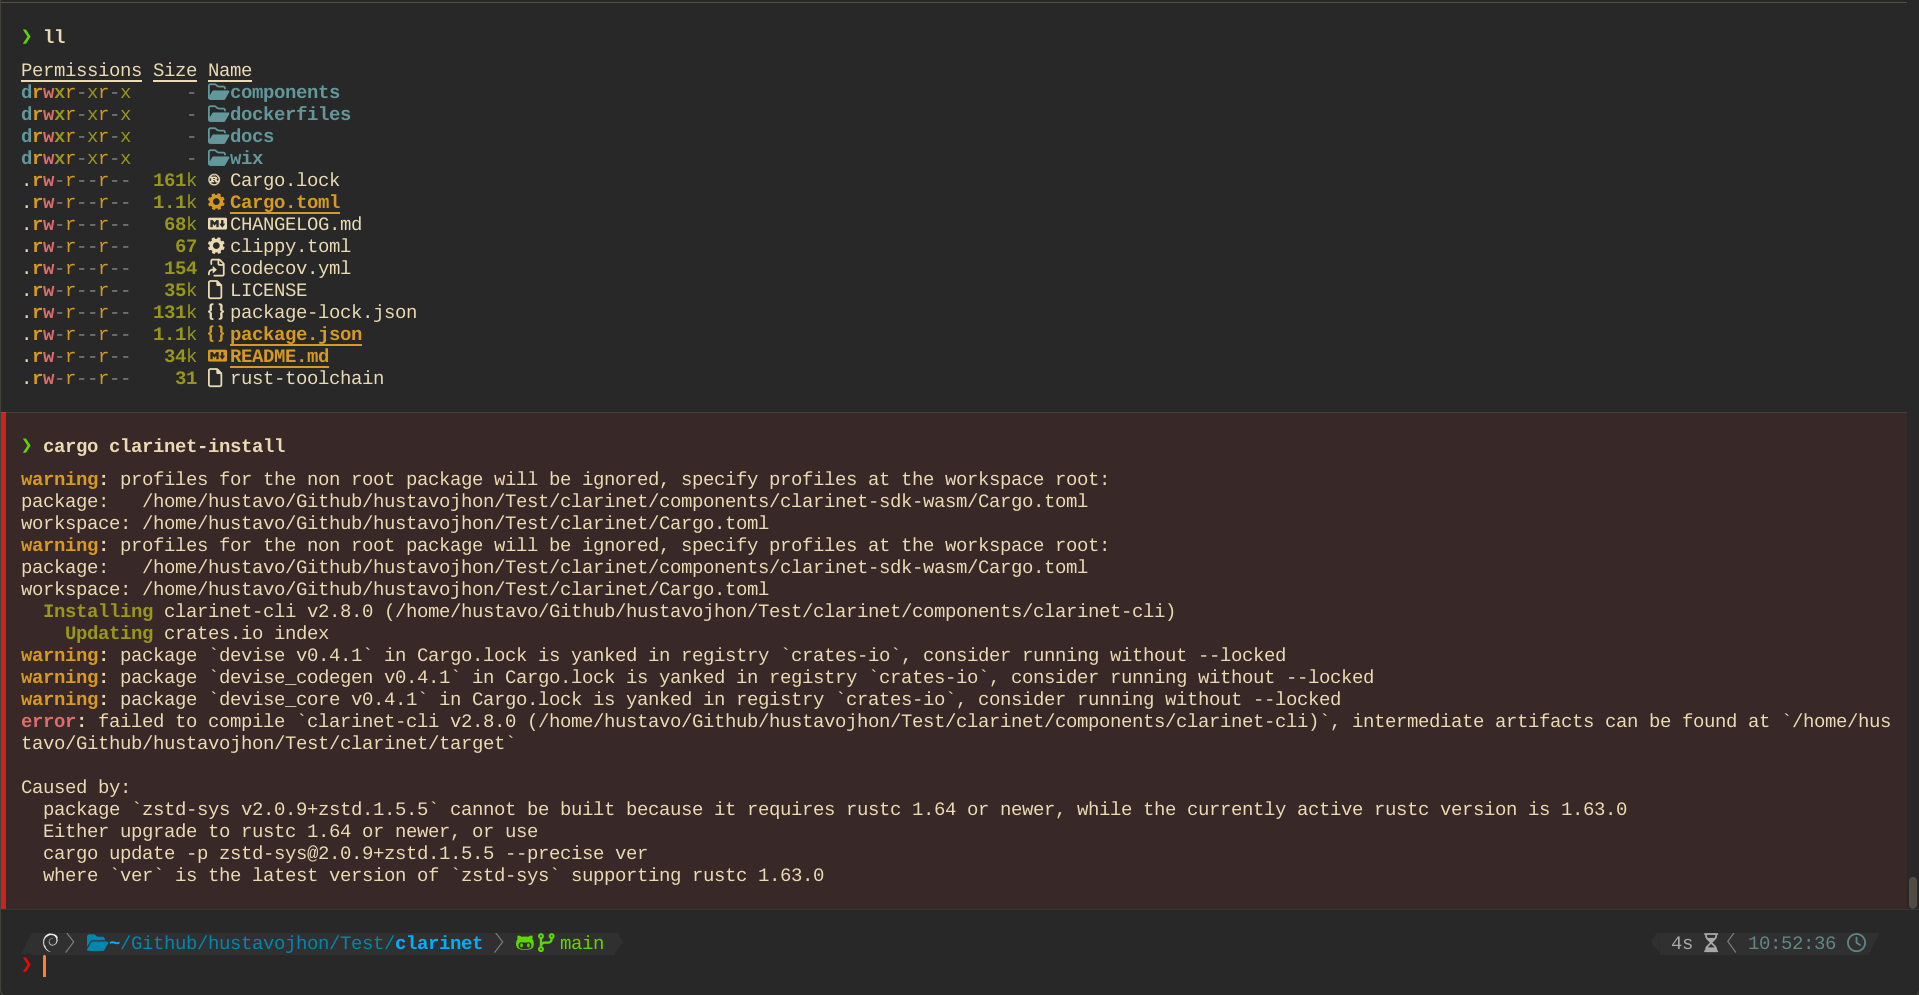 ❯ ll
Permissions Size Name
drwxr-xr-x - components
drwxr-xr-x - dockerfiles
drwxr-xr-x - docs
drwxr-xr-x - wix
.rw-r--r-- 161k Cargo.lock
.rw-r--r-- 1.1k Cargo.toml
.rw-r--r-- 68k CHANGELOG.md
.rw-r--r-- 67 clippy.toml
.rw-r--r-- 154 codecov.yml
.rw-r--r-- 35k LICENSE
.rw-r--r-- 131k {} package-lock.json
.rw-r--r-- 1.1k {} package.json
.rw-r--r-- 34k README.md
.rw-r--r-- 31 rust-toolchain
❯ cargo clarinet-install
warning: profiles for the non root package will be ignored, specify profiles at the workspace root:
package:   /home/hustavo/Github/hustavojhon/Test/clarinet/components/clarinet-sdk-wasm/Cargo.toml
workspace: /home/hustavo/Github/hustavojhon/Test/clarinet/Cargo.toml
warning: profiles for the non root package will be ignored, specify profiles at the workspace root:
package:   /home/hustavo/Github/hustavojhon/Test/clarinet/components/clarinet-sdk-wasm/Cargo.toml
workspace: /home/hustavo/Github/hustavojhon/Test/clarinet/Cargo.toml
Installing clarinet-cli v2.8.0 (/home/hustavo/Github/hustavojhon/Test/clarinet/components/clarinet-cli)
Updating crates.io index
warning: package `devise v0.4.1` in Cargo.lock is yanked in registry `crates-io`, consider running without --locked
warning: package `devise_codegen v0.4.1` in Cargo.lock is yanked in registry `crates-io`, consider running without --locked
warning: package `devise_core v0.4.1` in Cargo.lock is yanked in registry `crates-io`, consider running without --locked
error: failed to compile `clarinet-cli v2.8.0 (/home/hustavo/Github/hustavojhon/Test/clarinet/components/clarinet-cli)`, intermediate artifacts can be found at `/home/hus
tavo/Github/hustavojhon/Test/clarinet/target`
Caused by:
package `zstd-sys v2.0.9+zstd.1.5.5` cannot be built because it requires rustc 1.64 or newer, while the currently active rustc version is 1.63.0
Either upgrade to rustc 1.64 or newer, or use
cargo update -p zstd-sys@2.0.9+zstd.1.5.5 --precise ver
where `ver` is the latest version of `zstd-sys` supporting rustc 1.63.0
~/Github/hustavojhon/Test/clarinet main 4s 10:52:36
❯